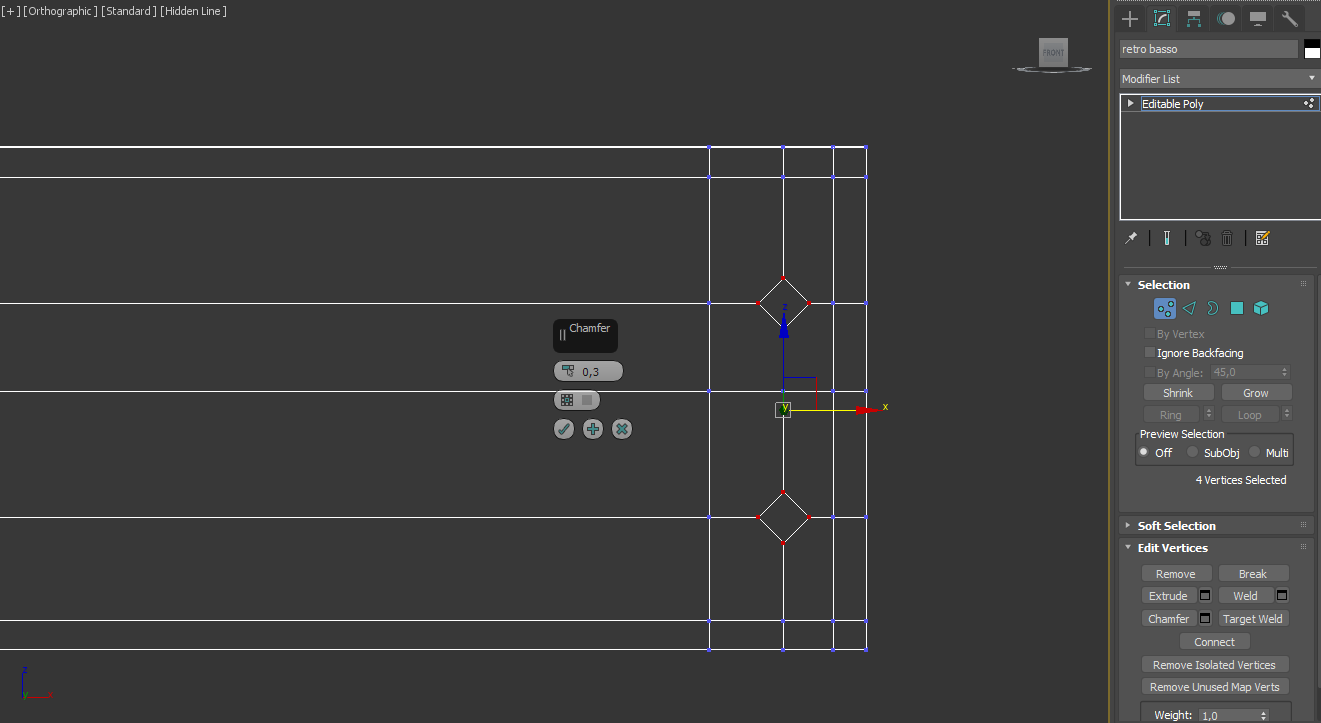 [+] [Orthographic] [Standard] [Hidden Line]
FRONT
retro basso
Modifier List
Editable Poly
Selection
By Vertex
Ignore Backfacing
By Angle: 45,0
Shrink Grow
Ring Loop
Preview Selection
Off SubObj Multi
4 Vertices Selected
Soft Selection
Edit Vertices
Remove Break
Extrude Weld
Chamfer Target Weld
Connect
Remove Isolated Vertices
Remove Unused Map Verts
Weight: 1,0
Chamfer
0,3
z
y x
z
y x